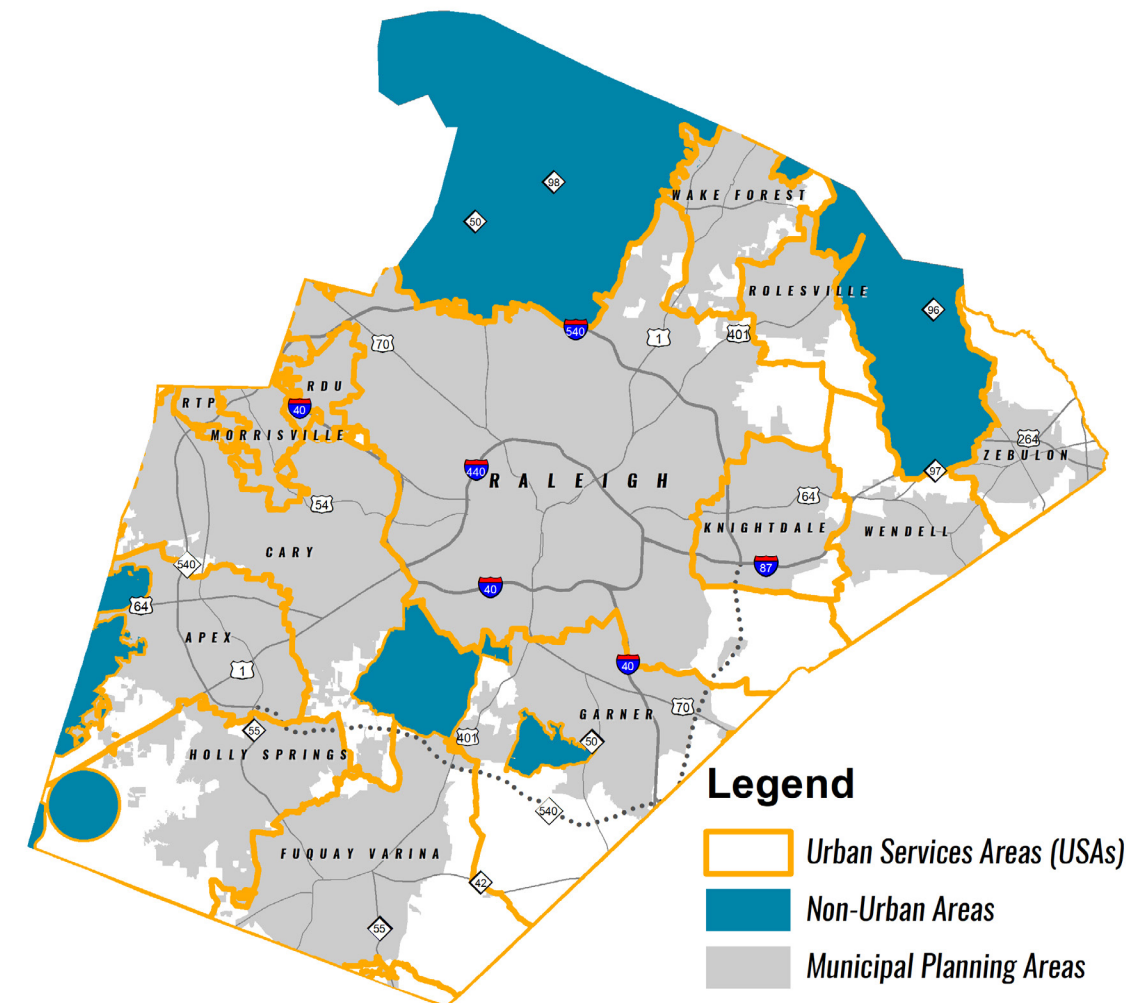 98
50
WAKE FOREST
ROLESVILLE
96
540
70
1
401
RDU
RTP
40
MORRISVILLE
264
ZEBULON
440
RALEIGH
97
54
64
KNIGHTDALE
WENDELL
CARY
540
87
40
64
APEX
1
40
GARNER
70
55
401
50
HOLLY SPRINGS
540
FUQUAY VARINA
42
55
Legend
Urban Services Areas (USAs)
Non-Urban Areas
Municipal Planning Areas